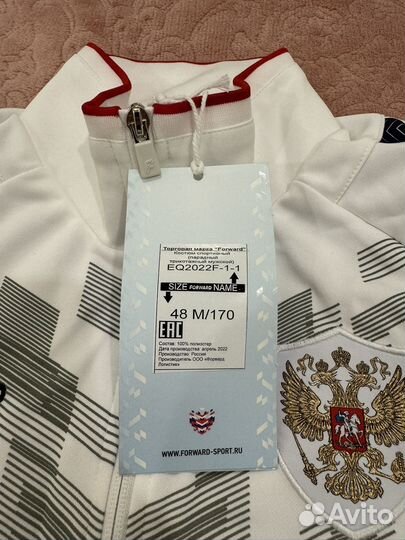 Торговая марка "Forward"
Костюм спортивный
(парадный
трикотажный мужской)
EQ2022F-1-1
SIZE FORWARD NAME
48 M/170
EAC
Состав: 100% полиэстер
Дата производства: апрель 2022
Производство: Россия
Производитель ООО «Форвард
Логистик»
WWW.FORWARD-SPORT.RU
Avito